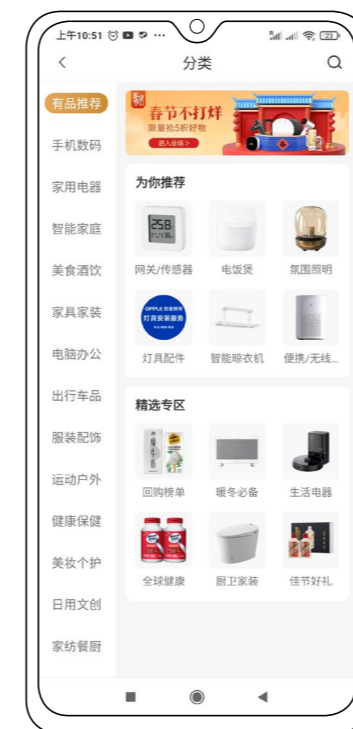 上午10:51
23
分类
有品推荐
手机数码
家用电器
智能家庭
美食酒饮
家具家装
电脑办公
出行车品
服装配饰
运动户外
健康保健
美妆个护
日用文创
家纺餐厨
春节不打烊
限量抢5折好物
进入会场>
为你推荐
网关/传感器
电饭煲
氛围照明
灯具安装服务
灯具配件
智能晾衣机
便携/无线...
精选专区
回购榜单
暖冬必备
生活电器
全球健康
厨卫家装
佳节好礼